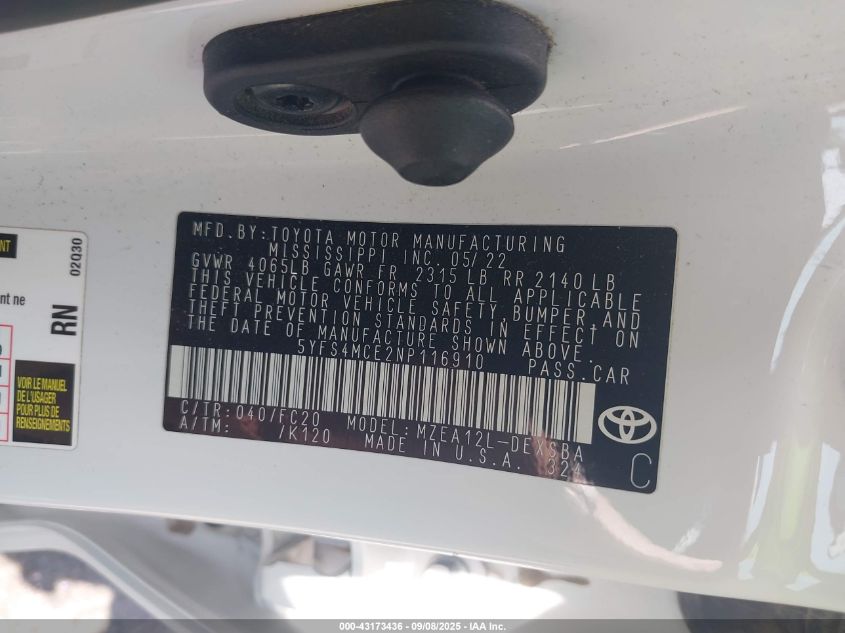 MFD. BY: TOYOTA MOTOR MANUFACTURING
MISSISSIPPI INC. 05/22
GVWR 4065LB GAWR FR 2315 LB RR 2140 LB
THIS VEHICLE CONFORMS TO ALL APPLICABLE
FEDERAL MOTOR VEHICLE SAFETY, BUMPER, AND
THEFT PREVENTION STANDARDS IN EFFECT ON
THE DATE OF MANUFACTURE SHOWN ABOVE.
5YFS4MCE2NP116910 PASS.CAR
C/TR: 040/FC20 MODEL: MZEA12L-DEXSBA
A/TM: /K120 MADE IN U.S.A. 324
C
02Q30
nt ne
RN
VOIR LE MANUEL
DE L'USAGER
POUR PLUS DE
RENSEIGNEMENTS
000-43173436 - 09/08/2025 - IAA Inc.